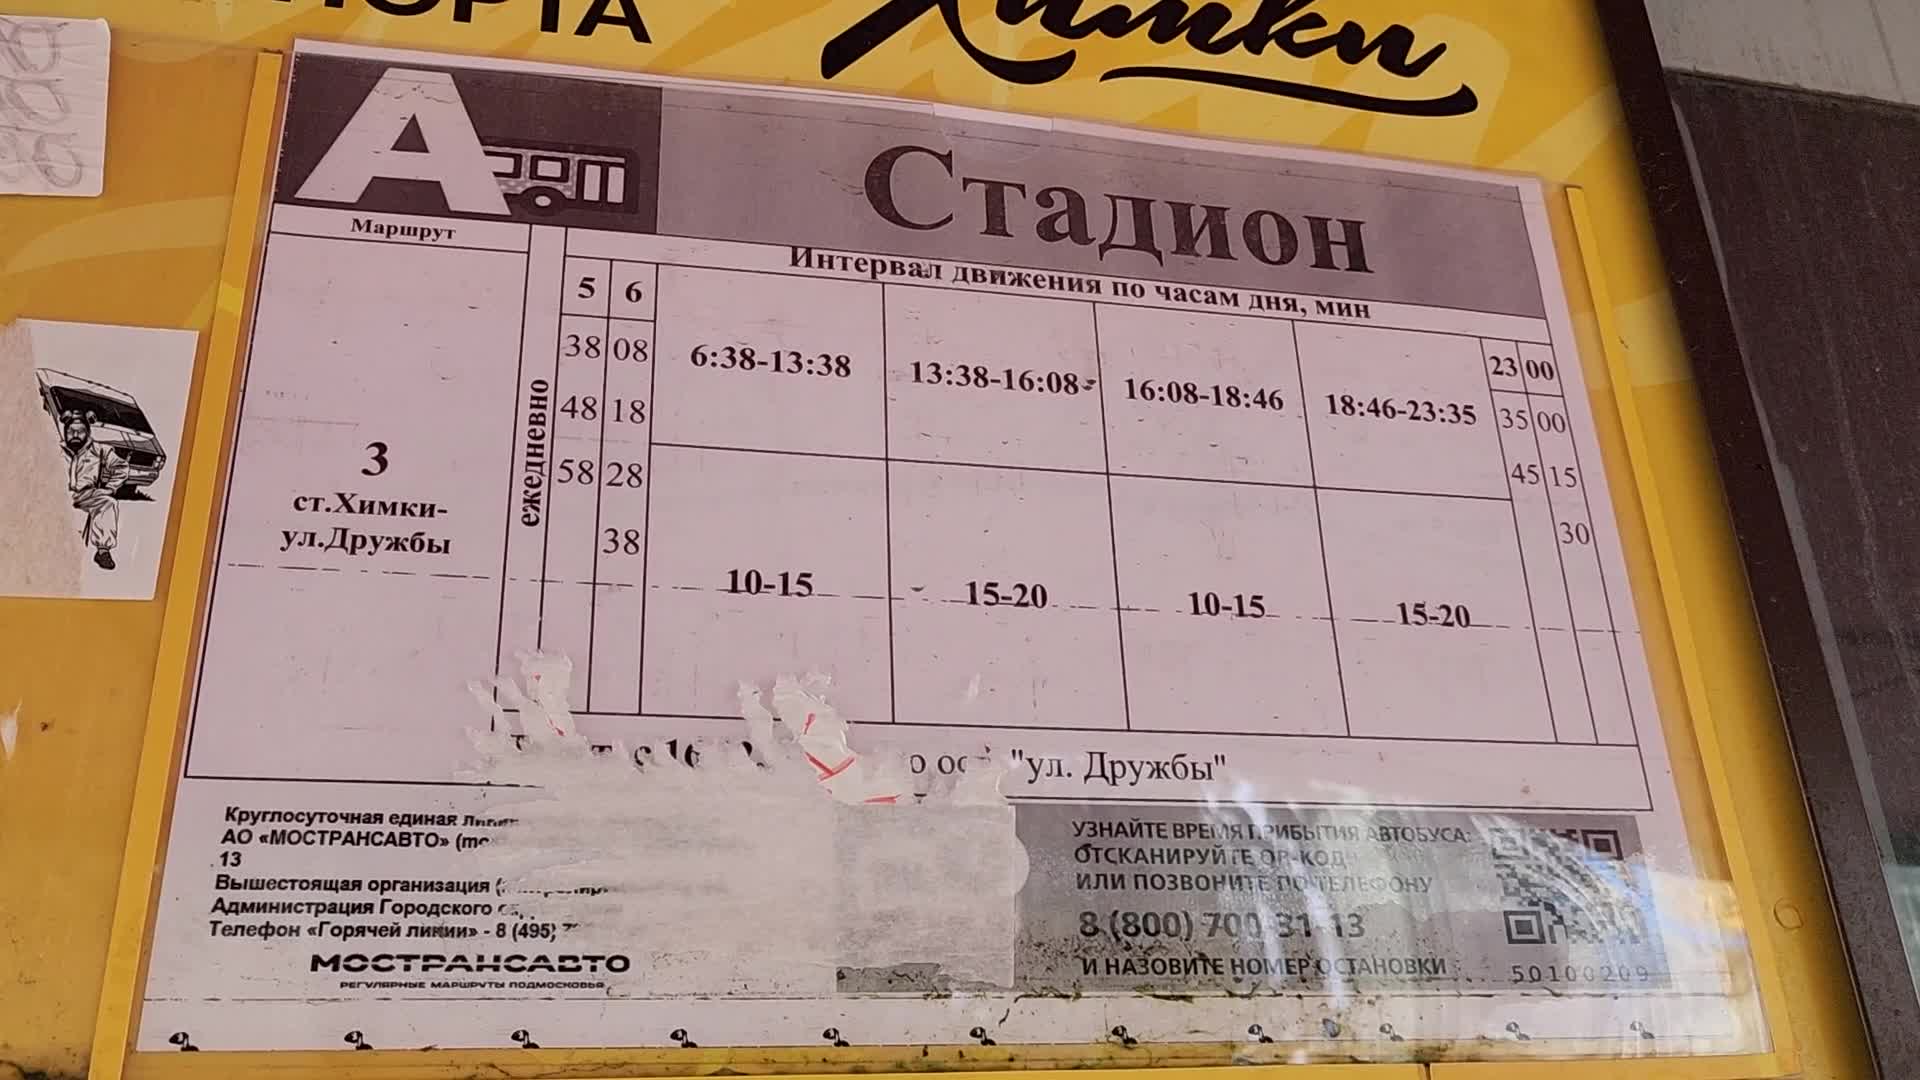 Химки
А
Стадион
Маршрут
Интервал движения по часам дня, мин
ежедневно
5 6 6:38-13:38 13:38-16:08 16:08-18:46 18:46-23:35 23 00
38 08 35 00
48 18 45 15
58 28 30
38
3
ст.Химки-
ул.Дружбы
10-15 15-20 10-15 15-20
"ул. Дружбы"
Круглосуточная единая
АО «МОСТРАНСАВТО»
13
Вышестоящая организация
Администрация Городского
Телефон «Горячей линии» - 8 (495)
МОСТРАНСАВТО
РЕГУЛЯРНЫЕ МАРШРУТЫ ПОДМОСКОВЬЯ
УЗНАЙТЕ ВРЕМЯ ПРИБЫТИЯ АВТОБУСА:
ОТСКАНИРУЙТЕ QR-КОД
ИЛИ ПОЗВОНИТЕ ПО ТЕЛЕФОНУ
8 (800) 700 31 13
И НАЗОВИТЕ НОМЕР ОСТАНОВКИ 50100209